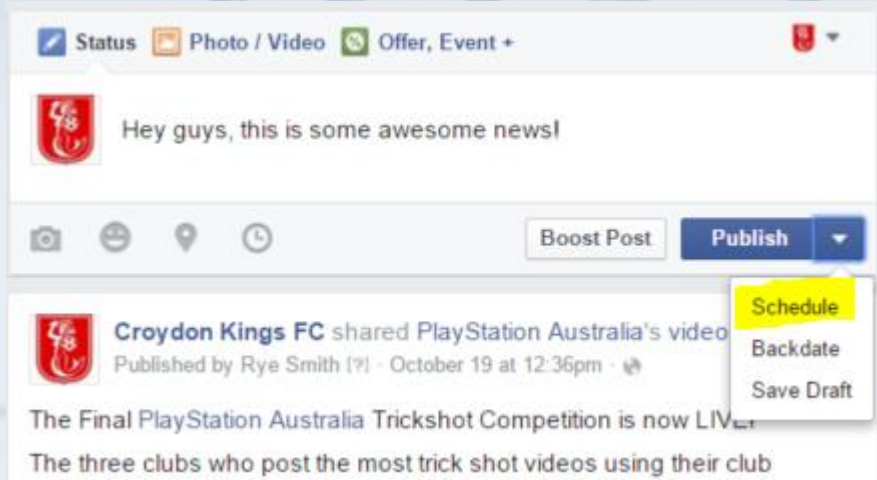 Status Photo / Video Offer, Event +
Hey guys, this is some awesome news!
Boost Post Publish
Schedule
Backdate
Save Draft
Croydon Kings FC shared PlayStation Australia's video
Published by Rye Smith [?] · October 19 at 12:36pm ·
The Final PlayStation Australia Trickshot Competition is now LIVE!
The three clubs who post the most trick shot videos using their club